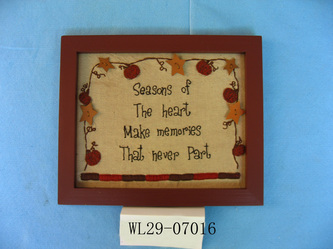 Seasons of
The heart
Make memories
That never Part
WL29-07016